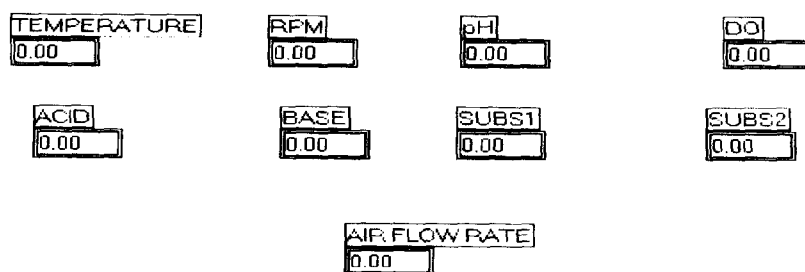 TEMPERATURE RPM pH DO
0.00 0.00 0.00 0.00
ACID BASE SUBS1 SUBS2
0.00 0.00 0.00 0.00
AIR FLOW RATE
0.00